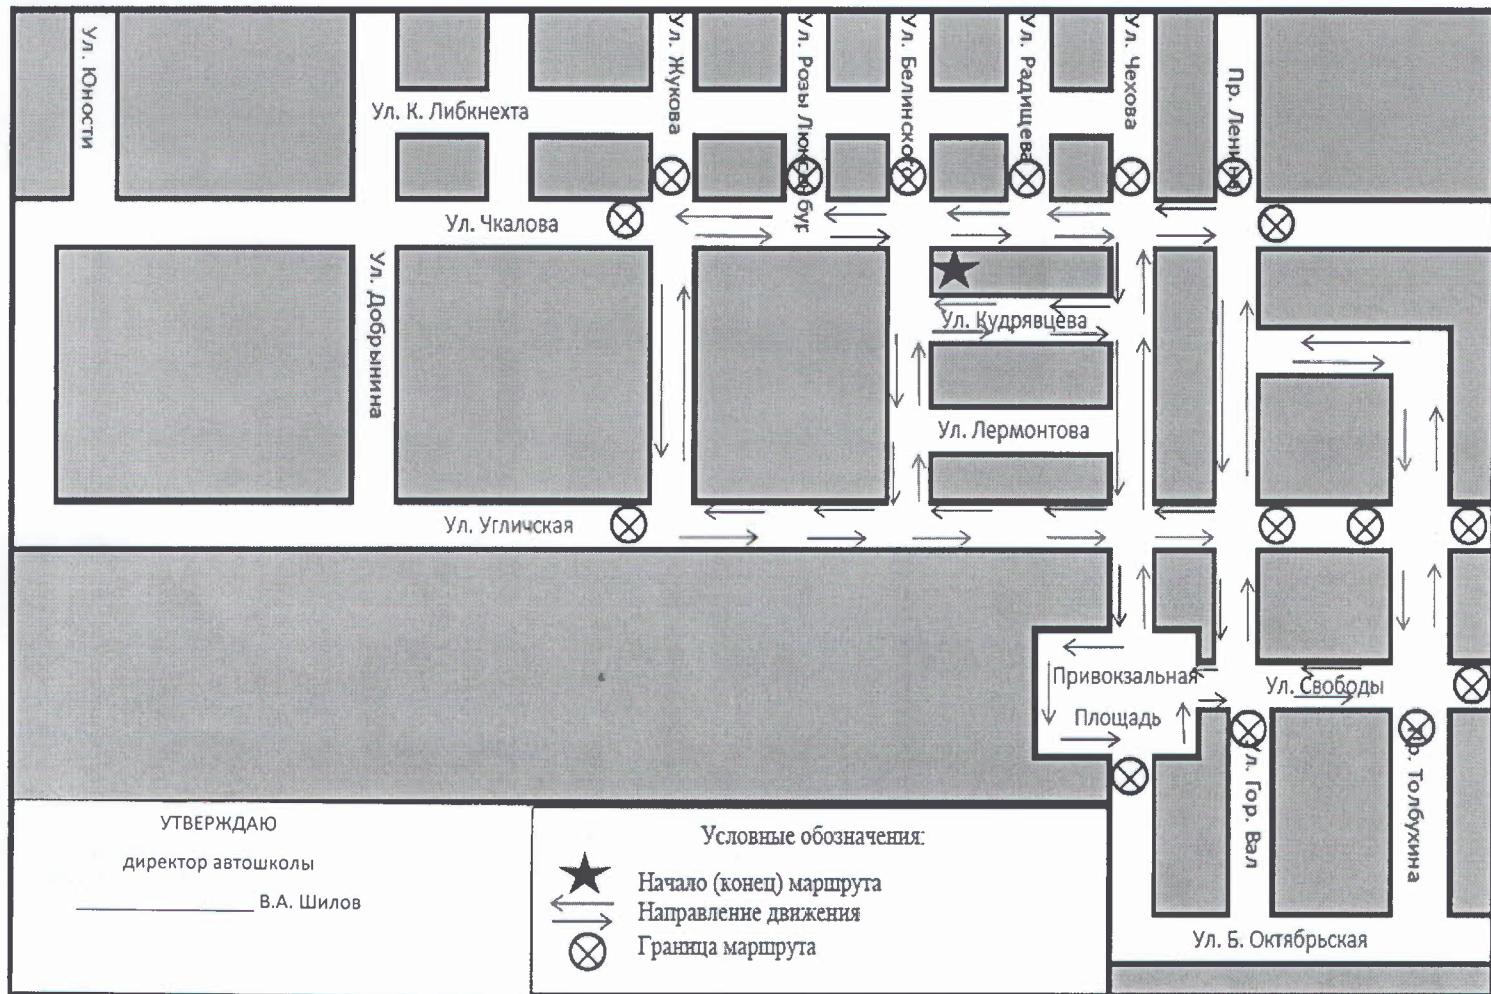 Ул. Юности
Ул. К. Либкнехта
Ул. Жукова
Ул. Розы Люксембург
Ул. Белинского
Ул. Радищева
Ул. Чехова
Пр. Ленина
Ул. Чкалова
Ул. Добрынина
Ул. Кудрявцева
Ул. Лермонтова
Ул. Угличская
Привокзальная
Площадь
Ул. Свободы
Ул. Гор. Вал
Пр. Толбухина
Ул. Б. Октябрьская
УТВЕРЖДАЮ
директор автошколы
В.А. Шилов
Условные обозначения:
Начало (конец) маршрута
Направление движения
Граница маршрута